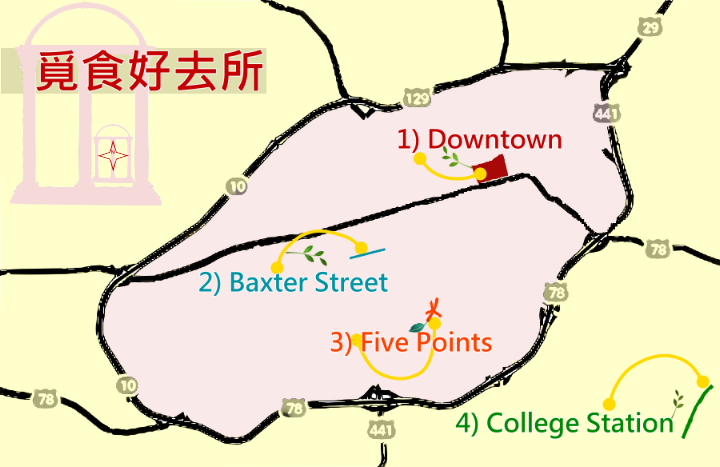 29
覓食好去所
129
441
1) Downtown
10
78
2) Baxter Street
78
3) Five Points
10
78
78
4) College Station
441